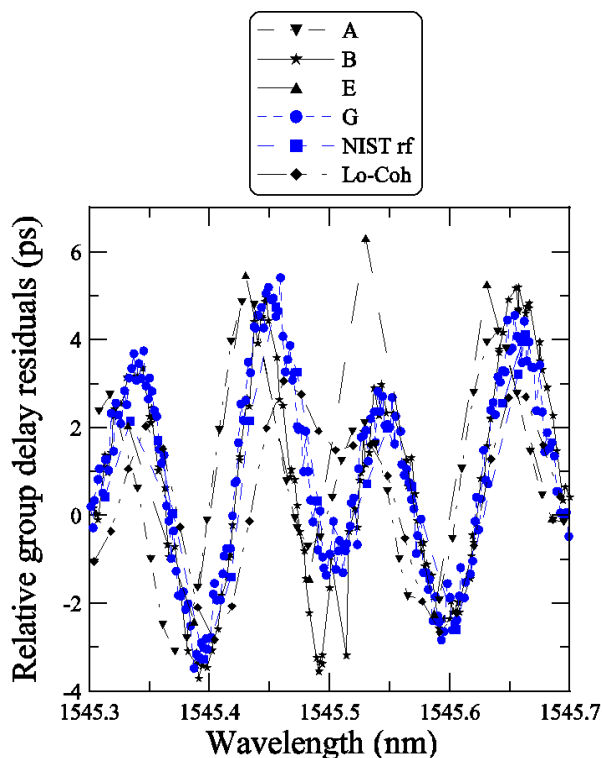 A
B
E
G
NIST rf
Lo-Coh
Relative group delay residuals (ps)
6
4
2
0
-2
-4
1545.3 1545.4 1545.5 1545.6 1545.7
Wavelength (nm)